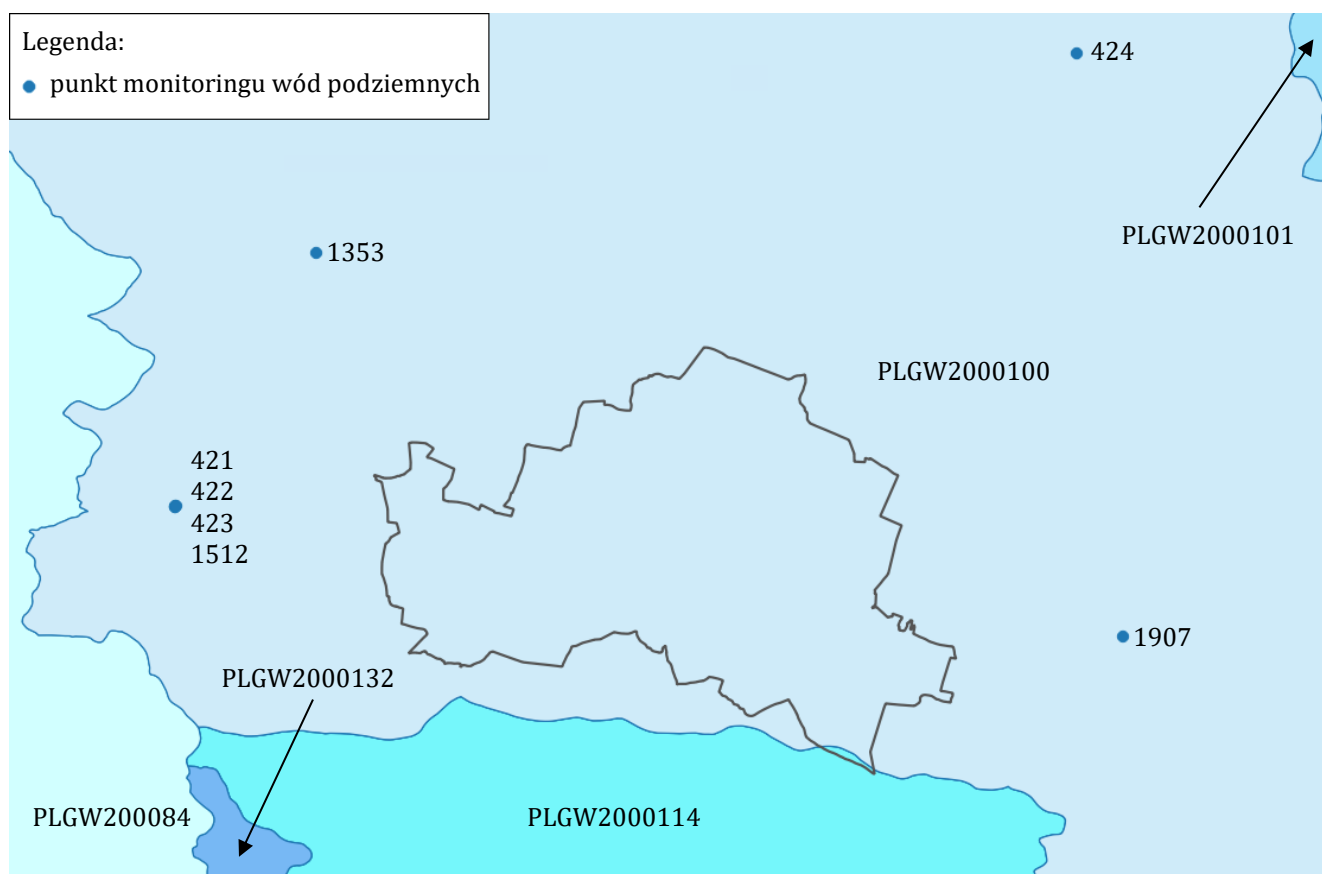 Legenda:
punkt monitoringu wód podziemnych
424
PLGW2000101
1353
PLGW2000100
421
422
423
1512
1907
PLGW2000132
PLGW200084
PLGW2000114